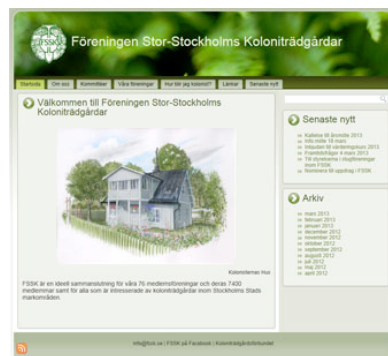 FSSK
Föreningen Stor-Stockholms Koloniträdgårdar
Startsida Om oss Kommittéer Våra föreningar Hur blir jag kolonist? Länkar Senaste nytt
Välkommen till Föreningen Stor-Stockholms
Koloniträdgårdar
Koloniträdgårdarnas Hus
FSSK är en ideell sammanslutning för våra 76 medlemsföreningar och deras 7400
medlemmar samt för alla som är intresserade av koloniträdgårdar inom Stockholms Stads
markområden.
Senaste nytt
Kallelse till årsmöte 2013
Info möte 18 mars
Inbjudan till värderingskurs 2013
Framtidsfrågor 4 mars 2013
Till styrelserna i stugföreningar
inom FSSK
Nominera till uppdrag i FSSK
Arkiv
mars 2013
februari 2013
januari 2013
december 2012
november 2012
oktober 2012
september 2012
augusti 2012
juli 2012
maj 2012
april 2012
info@fssk.se | FSSK på Facebook | Koloniträdgårdsförbundet